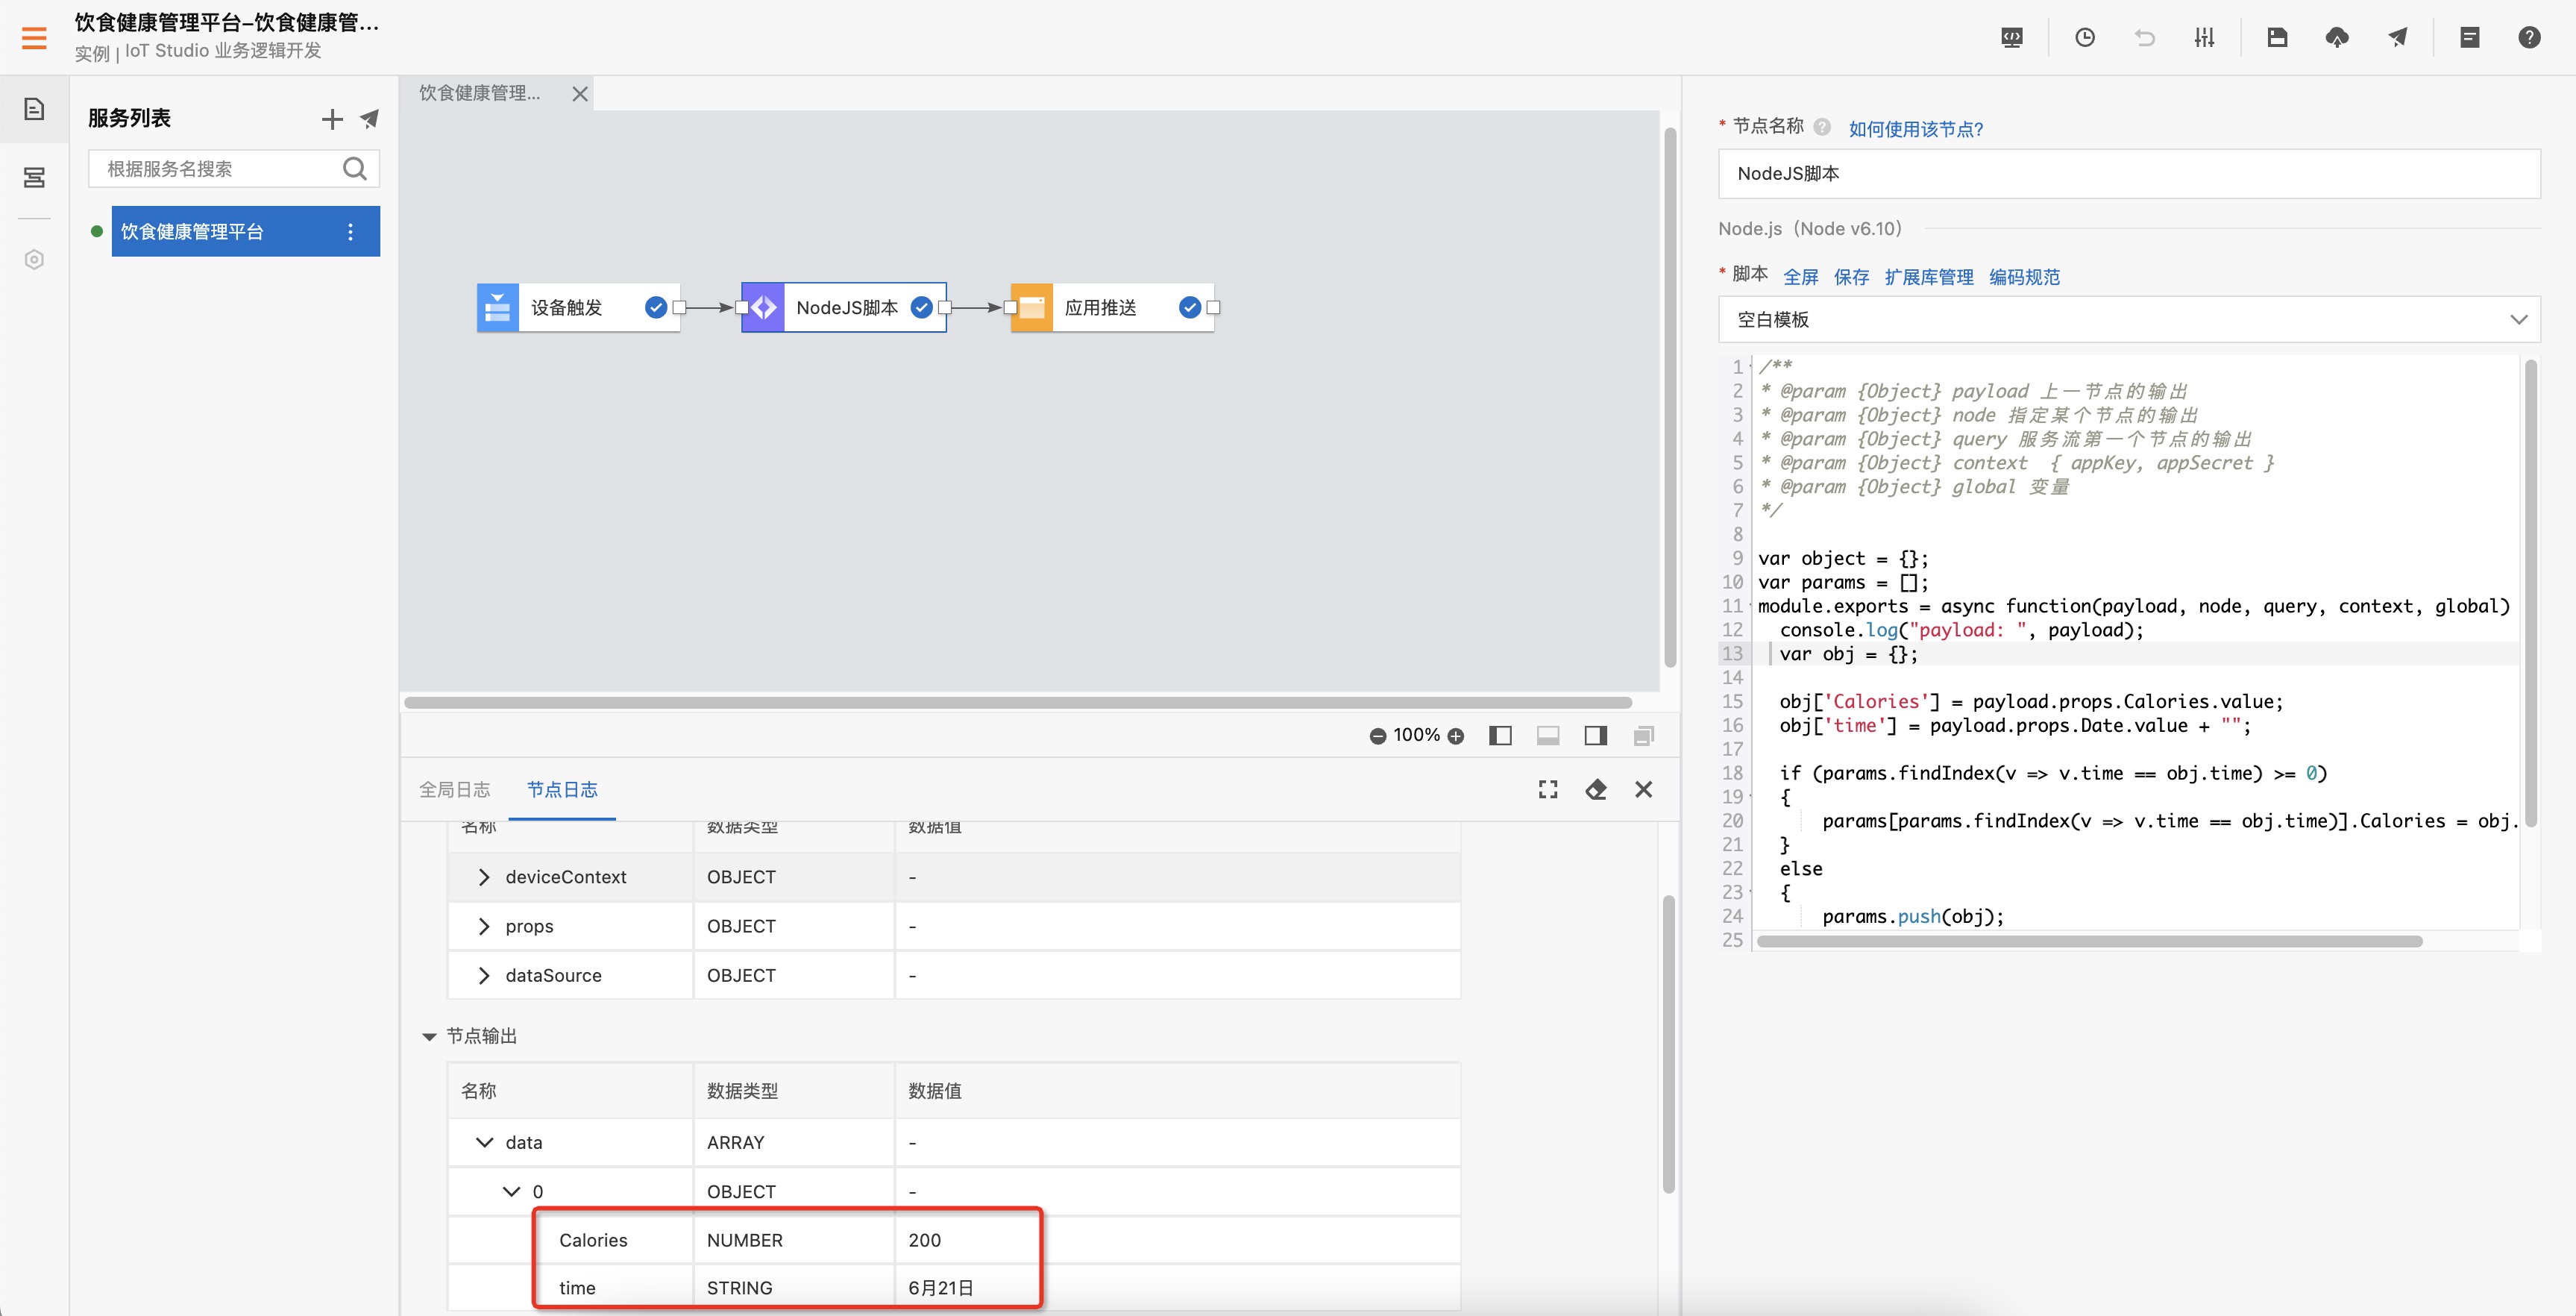 饮食健康管理平台-饮食健康管...
实例 | IoT Studio 业务逻辑开发
服务列表
根据服务名搜索
饮食健康管理平台
饮食健康管理...
设备触发
NodeJS脚本
应用推送
100%
全局日志
节点日志
名称 数据类型 数据值
deviceContext OBJECT -
props OBJECT -
dataSource OBJECT -
节点输出
名称 数据类型 数据值
data ARRAY -
0 OBJECT -
Calories NUMBER 200
time STRING 6月21日
* 节点名称 ? 如何使用该节点?
NodeJS脚本
Node.js（Node v6.10）
* 脚本 全屏 保存 扩展库管理 编码规范
空白模板
1 /**
2 * @param {Object} payload 上一节点的输出
3 * @param {Object} node 指定某个节点的输出
4 * @param {Object} query 服务流第一个节点的输出
5 * @param {Object} context  { appKey, appSecret }
6 * @param {Object} global 变量
7 */
8
9 var object = {};
10 var params = [];
11 module.exports = async function(payload, node, query, context, global)
12 console.log("payload: ", payload);
13 var obj = {};
14
15 obj['Calories'] = payload.props.Calories.value;
16 obj['time'] = payload.props.Date.value + "";
17
18 if (params.findIndex(v => v.time == obj.time) >= 0)
19 {
20 params[params.findIndex(v => v.time == obj.time)].Calories = obj.
21 }
22 else
23 {
24 params.push(obj);
25